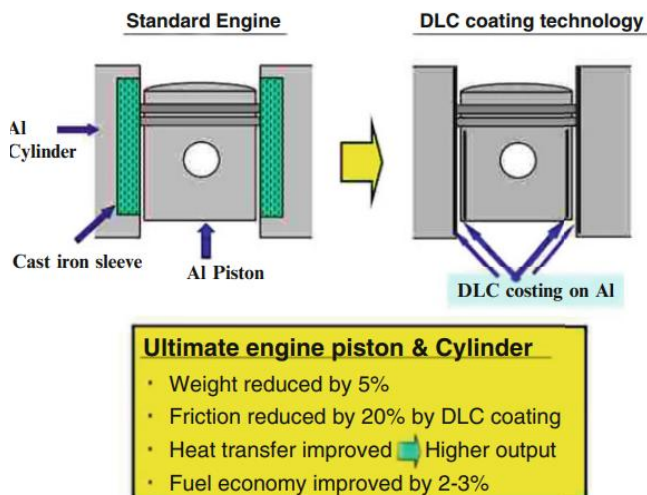 Standard Engine
DLC coating technology
Al
Cylinder
Cast iron sleeve
Al Piston
DLC costing on Al
Ultimate engine piston & Cylinder
· Weight reduced by 5%
· Friction reduced by 20% by DLC coating
· Heat transfer improved Higher output
· Fuel economy improved by 2-3%